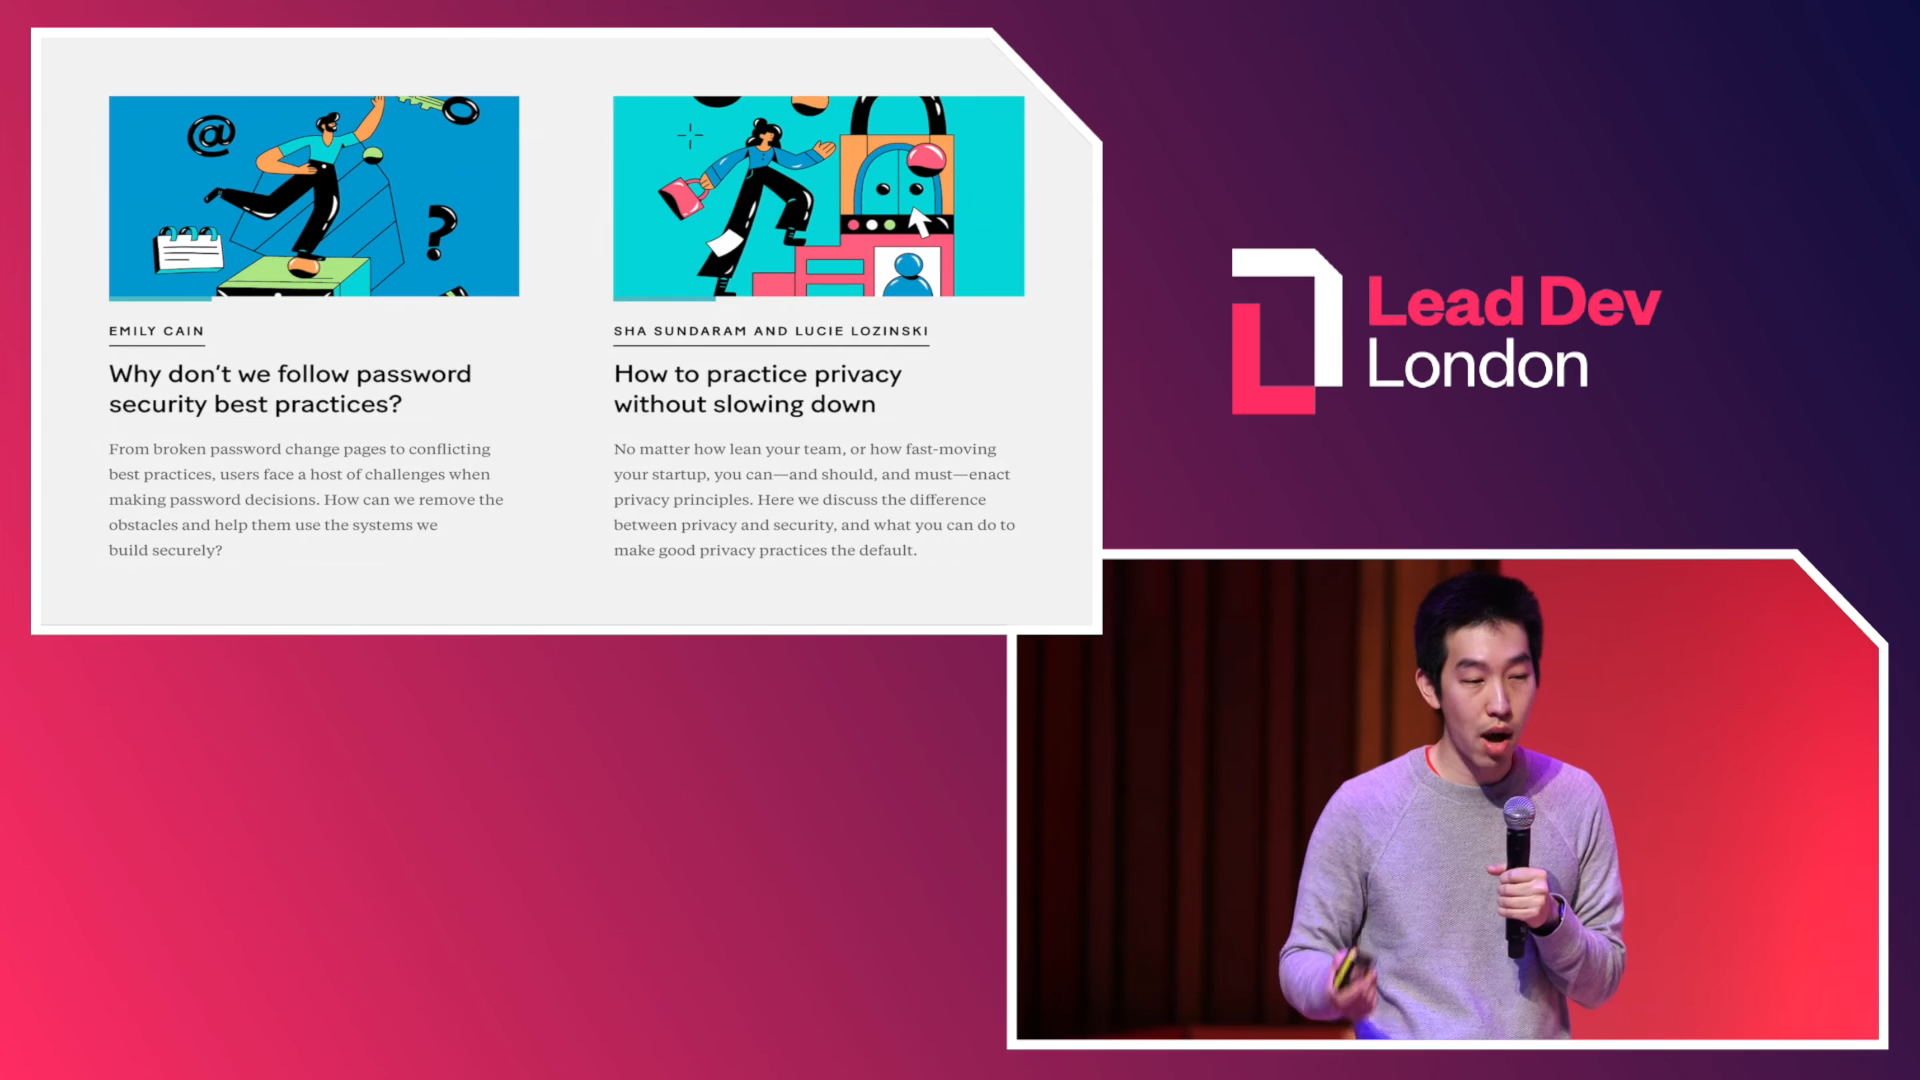 EMILY CAIN
Why don't we follow password
security best practices?
From broken password change pages to conflicting
best practices, users face a host of challenges when
making password decisions. How can we remove the
obstacles and help them use the systems we
build securely?
SHA SUNDARAM AND LUCIE LOZINSKI
How to practice privacy
without slowing down
No matter how lean your team, or how fast-moving
your startup, you can—and should, and must—enact
privacy principles. Here we discuss the difference
between privacy and security, and what you can do to
make good privacy practices the default.
Lead Dev
London